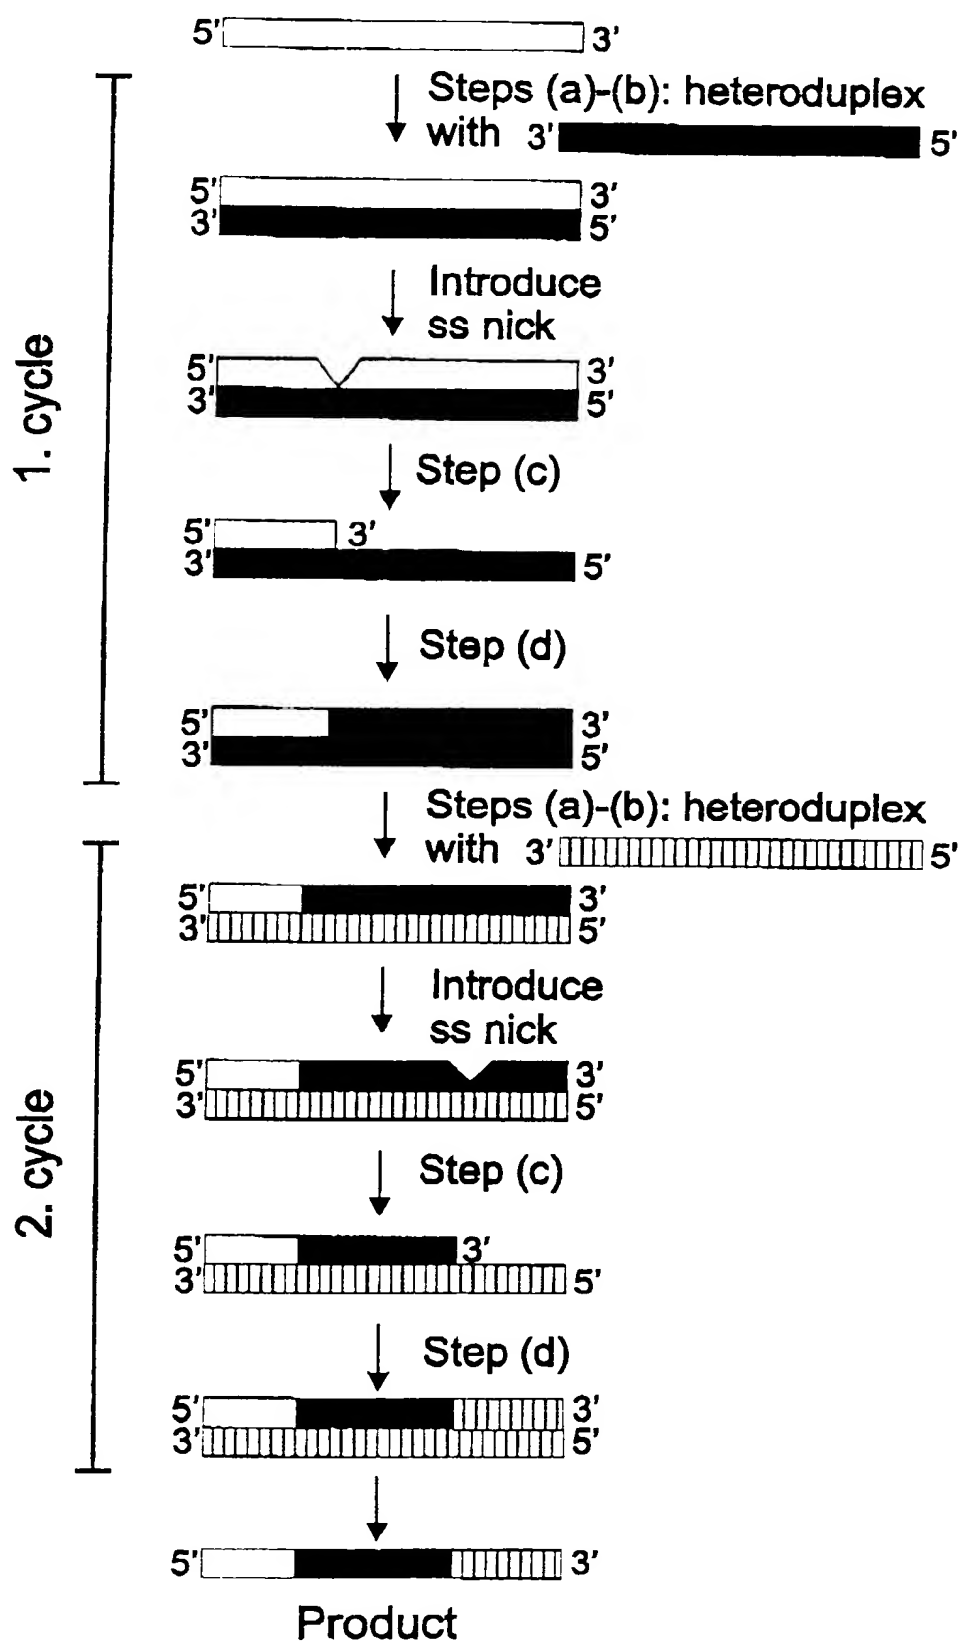 5' 3'
Steps (a)-(b): heteroduplex
with 3' 5'
5' 3'
3' 5'
Introduce
ss nick
5' 3'
3' 5'
1. cycle
Step (c)
5' 3'
3' 5'
Step (d)
5' 3'
3' 5'
Steps (a)-(b): heteroduplex
with 3' 5'
5' 3'
3' 5'
Introduce
ss nick
5' 3'
3' 5'
2. cycle
Step (c)
5' 3'
3' 5'
Step (d)
5' 3'
3' 5'
5' 3'
Product